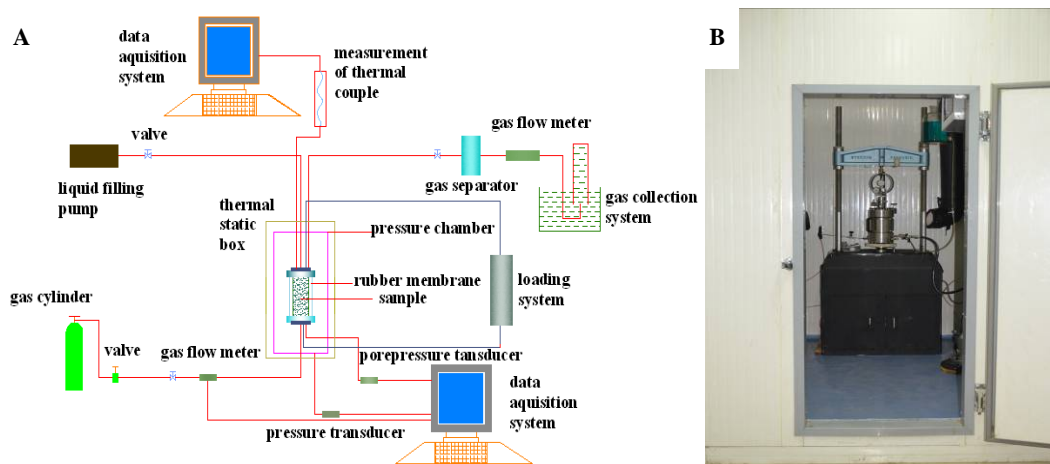 A
data
aquisition
system
measurement
of thermal
couple
B
valve
gas flow meter
liquid filling
pump
gas separator
gas collection
system
thermal
static
box
pressure chamber
rubber membrane
sample
loading
system
gas cylinder
valve
gas flow meter
porepressure tansducer
data
aquisition
system
pressure transducer